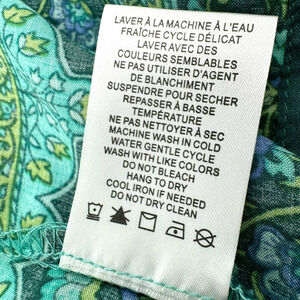 LAVER À LA MACHINE À L'EAU
FRAÎCHE CYCLE DÉLICAT
LAVER AVEC DES
COULEURS SEMBLABLES
NE PAS UTILISER D'AGENT
DE BLANCHIMENT
SUSPENDRE POUR SECHER
REPASSER À BASSE
TEMPÉRATURE
NE PAS NETTOYER À SEC
MACHINE WASH IN COLD
WATER GENTLE CYCLE
WASH WITH LIKE COLORS
DO NOT BLEACH
HANG TO DRY
COOL IRON IF NEEDED
DO NOT DRY CLEAN